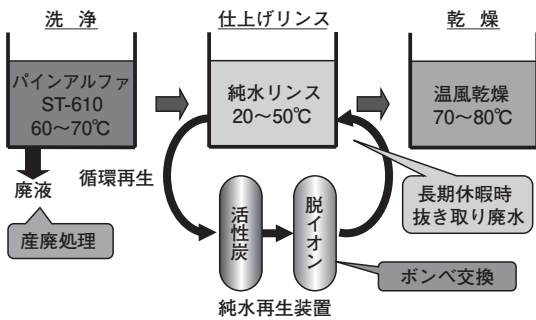 洗 浄
仕上げリンス
乾 燥
パインアルファ
ST-610
60～70℃
純水リンス
20～50℃
温風乾燥
70～80℃
廃液
循環再生
産廃処理
活性炭
脱イオン
長期休暇時
抜き取り廃水
ボンベ交換
純水再生装置